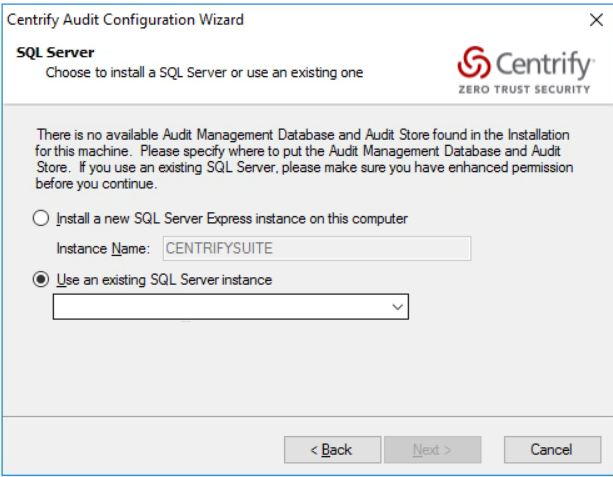 Centrify Audit Configuration Wizard
SQL Server
Choose to install a SQL Server or use an existing one
Centrify
ZERO TRUST SECURITY
There is no available Audit Management Database and Audit Store found in the Installation
for this machine. Please specify where to put the Audit Management Database and Audit
Store. If you use an existing SQL Server, please make sure you have enhanced permission
before you continue.
Install a new SQL Server Express instance on this computer
Instance Name: CENTRIFYSUITE
Use an existing SQL Server instance
< Back Next > Cancel